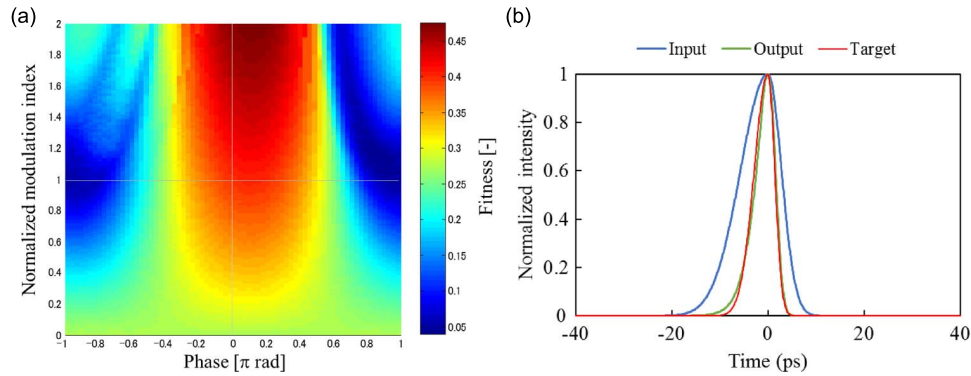 (a)
2
1.8
1.6
1.4
1.2
1
0.8
0.6
0.4
0.2
0
Normalized modulation index
-1 -0.8 -0.6 -0.4 -0.2 0 0.2 0.4 0.6 0.8 1
Phase [π rad]
0.45
0.4
0.35
0.3
0.25
0.2
0.15
0.1
0.05
Fitness [-]
(b)
Input Output Target
1
0.8
0.6
0.4
0.2
0
Normalized intensity
-40 -20 0 20 40
Time (ps)